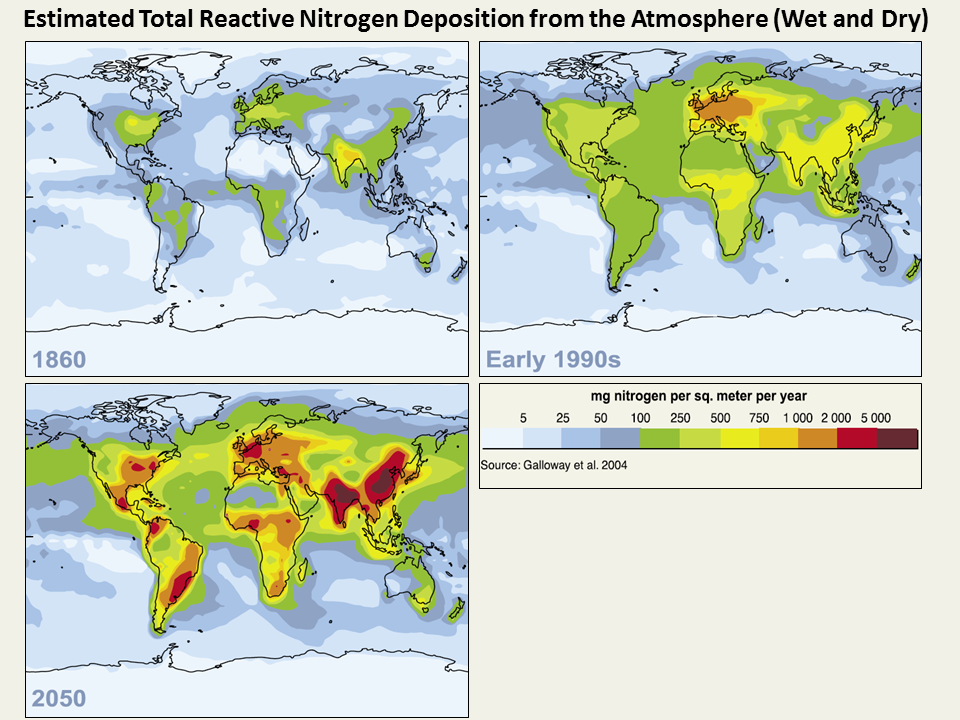 Estimated Total Reactive Nitrogen Deposition from the Atmosphere (Wet and Dry)
1860
Early 1990s
2050
mg nitrogen per sq. meter per year
5 25 50 100 250 500 750 1 000 2 000 5 000
Source: Galloway et al. 2004